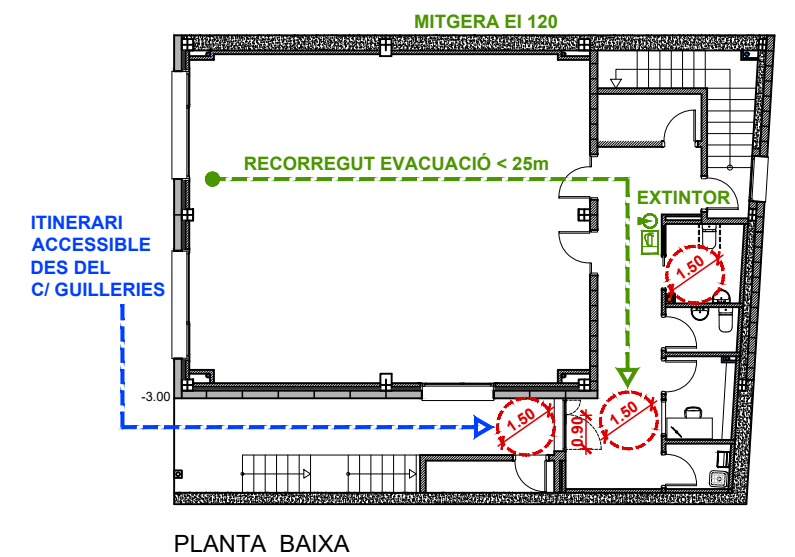 MITGERA EI 120
RECORREGUT EVACUACIÓ < 25m
EXTINTOR
ITINERARI
ACCESSIBLE
DES DEL
C/ GUILLERIES
1.50
-3.00
1.50
0.90
1.50
PLANTA BAIXA